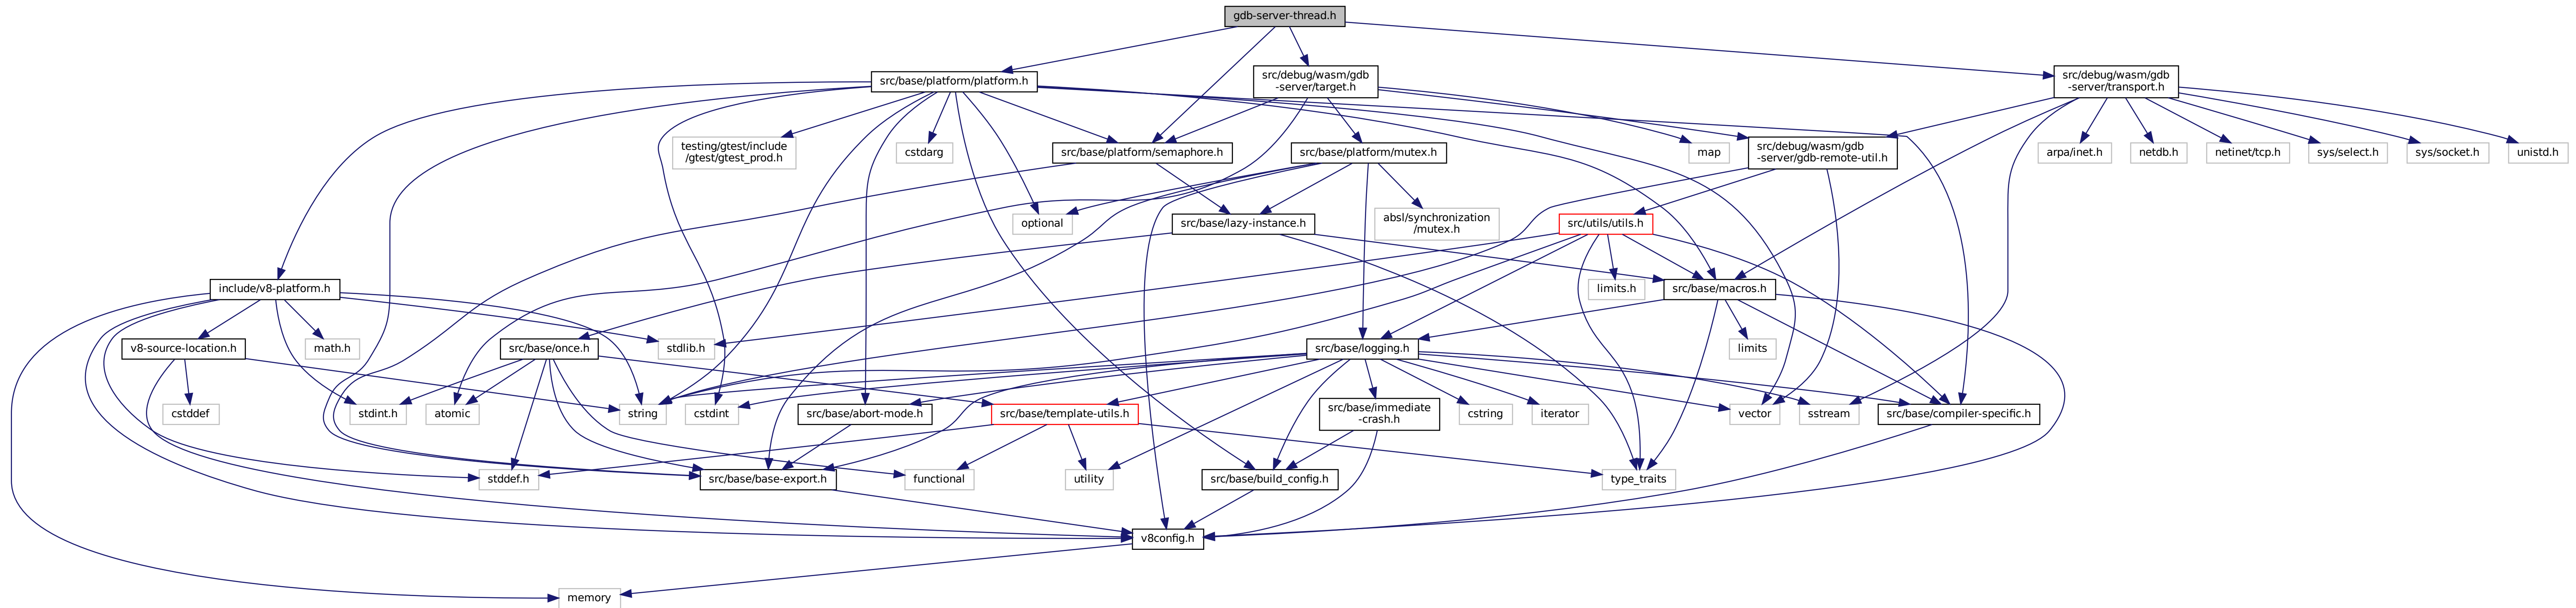 gdb-server-thread.h
src/base/platform/platform.h
src/debug/wasm/gdb
-server/target.h
src/debug/wasm/gdb
-server/transport.h
testing/gtest/include
/gtest/gtest_prod.h
cstdarg
src/base/platform/semaphore.h
src/base/platform/mutex.h
map
src/debug/wasm/gdb
-server/gdb-remote-util.h
arpa/inet.h
netdb.h
netinet/tcp.h
sys/select.h
sys/socket.h
unistd.h
optional
src/base/lazy-instance.h
absl/synchronization
/mutex.h
src/utils/utils.h
include/v8-platform.h
limits.h
src/base/macros.h
v8-source-location.h
math.h
src/base/once.h
stdlib.h
src/base/logging.h
limits
cstddef
stdint.h
atomic
string
cstdint
src/base/abort-mode.h
src/base/template-utils.h
src/base/immediate
-crash.h
cstring
iterator
vector
sstream
src/base/compiler-specific.h
stddef.h
src/base/base-export.h
functional
utility
src/base/build_config.h
type_traits
v8config.h
memory